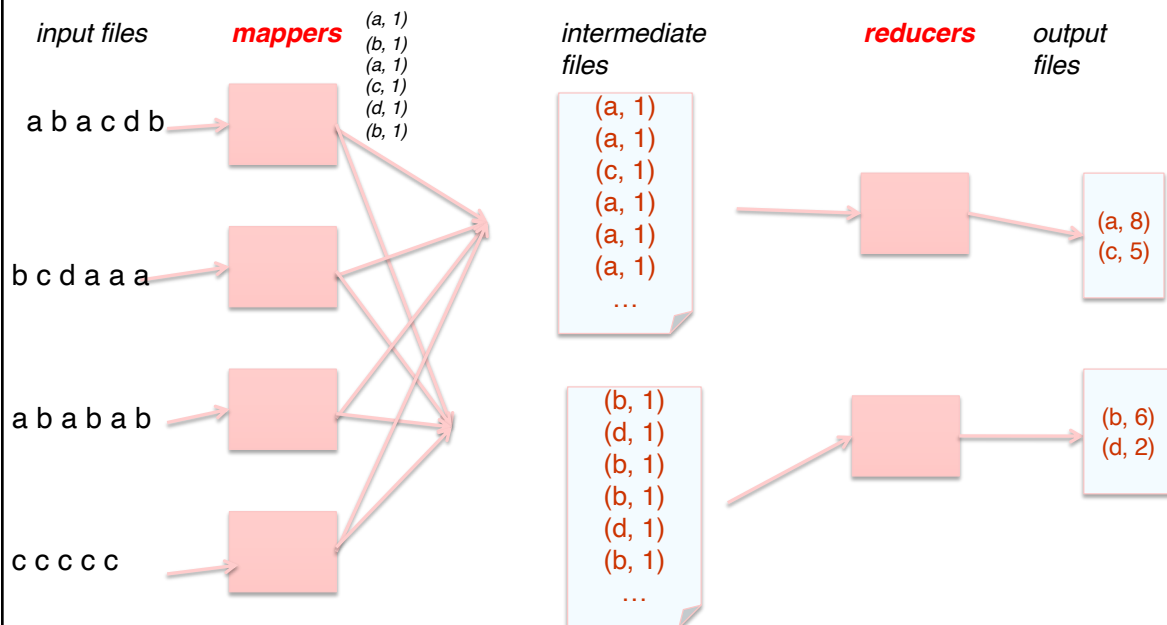 input files
mappers
(a, 1)
(b, 1)
(a, 1)
(c, 1)
(d, 1)
(b, 1)
intermediate
files
reducers
output
files
a b a c d b
b c d a a a
a b a b a b
c c c c c
(a, 1)
(a, 1)
(c, 1)
(a, 1)
(a, 1)
(a, 1)
…
(b, 1)
(d, 1)
(b, 1)
(b, 1)
(d, 1)
(b, 1)
…
(a, 8)
(c, 5)
(b, 6)
(d, 2)